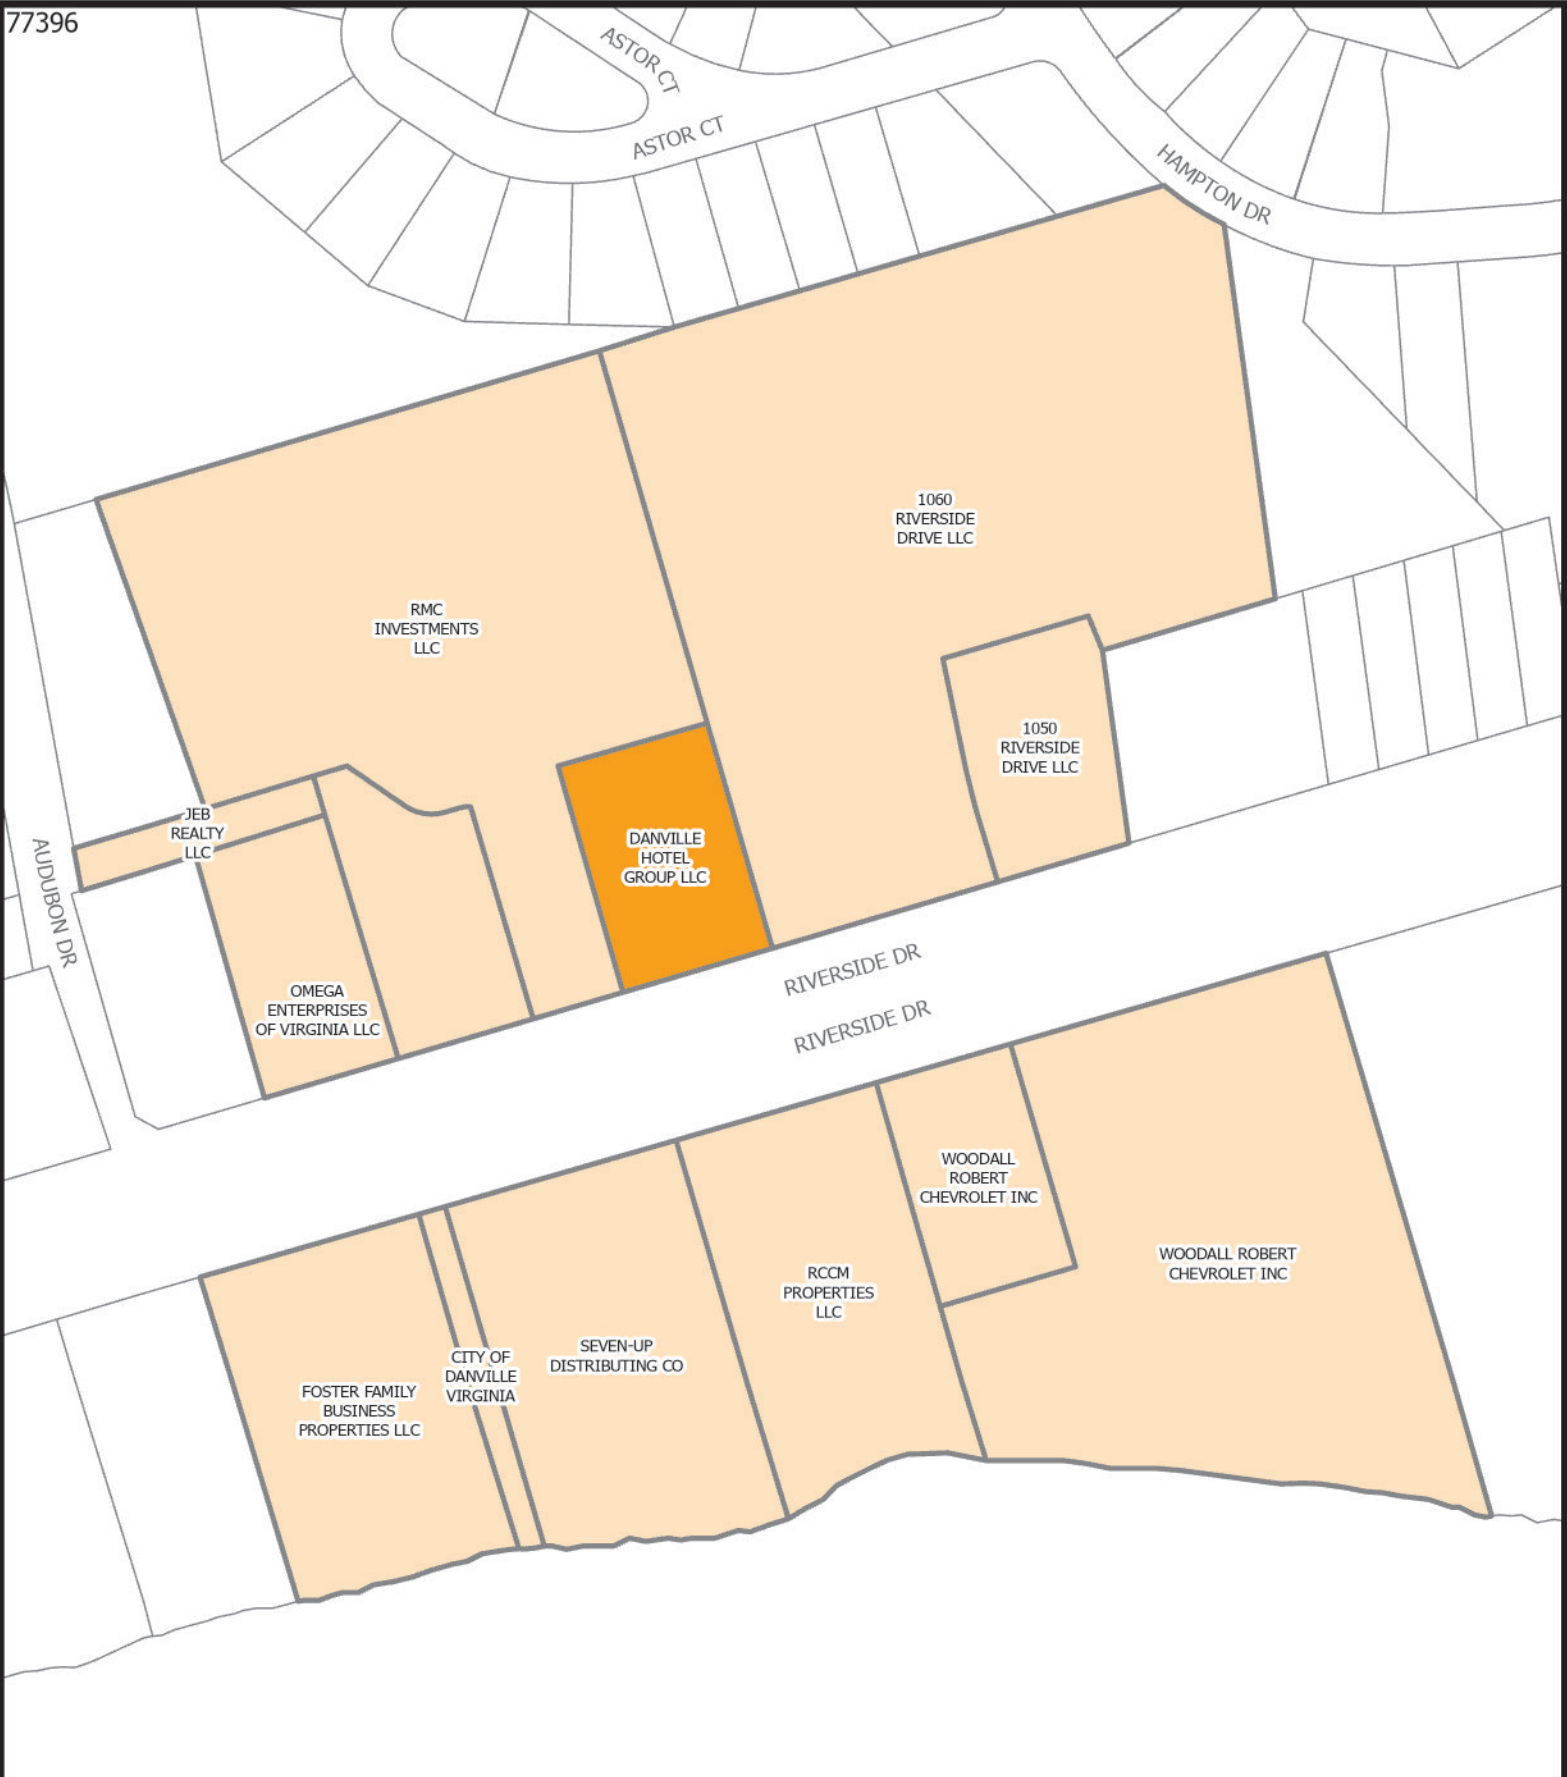 77396
ASTOR CT
ASTOR CT
HAMPTON DR
1060
RIVERSIDE
DRIVE LLC
RMC
INVESTMENTS
LLC
1050
RIVERSIDE
DRIVE LLC
JEB
REALTY
LLC
DANVILLE
HOTEL
GROUP LLC
AUDUBON DR
OMEGA
ENTERPRISES
OF VIRGINIA LLC
RIVERSIDE DR
RIVERSIDE DR
WOODALL
ROBERT
CHEVROLET INC
WOODALL ROBERT
CHEVROLET INC
RCCM
PROPERTIES
LLC
SEVEN-UP
DISTRIBUTING CO
CITY OF
DANVILLE
VIRGINIA
FOSTER FAMILY
BUSINESS
PROPERTIES LLC